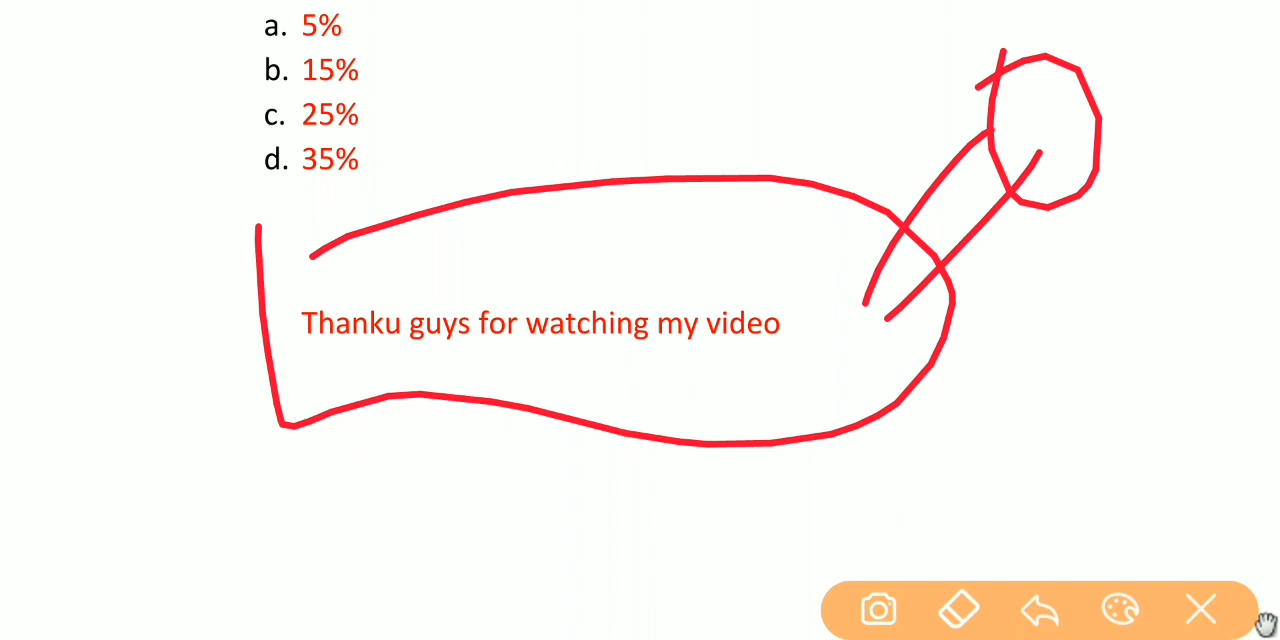 a. 5%
b. 15%
c. 25%
d. 35%
Thanku guys for watching my video